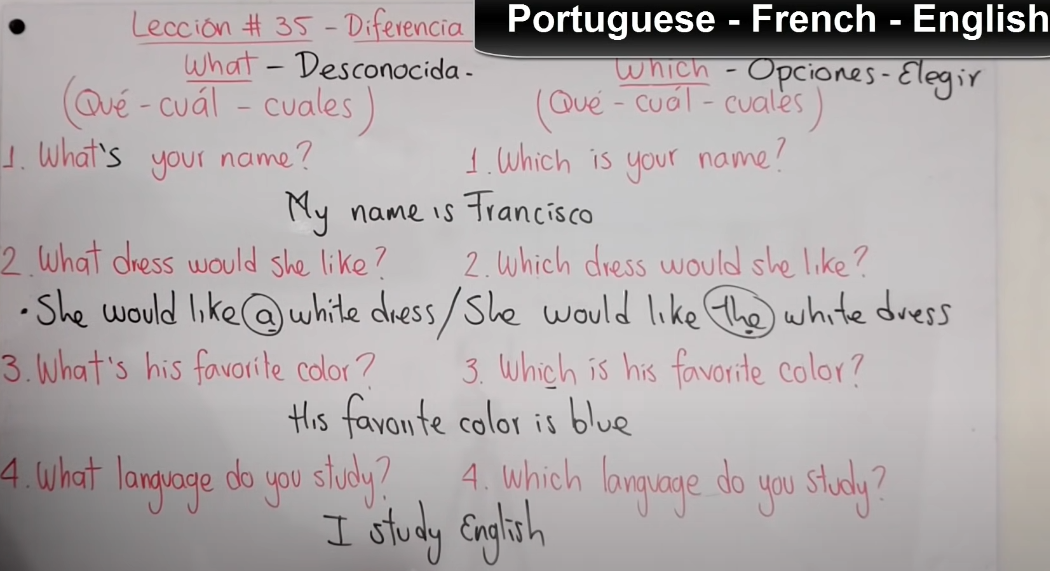 Portuguese - French - English
Lección # 35 - Diferencia
What - Desconocida - Which - Opciones - Elegir
(Qué - cuál - cuales) (Qué - cuál - cuales)
1. What's your name? 1. Which is your name?
My name is Francisco
2. What dress would she like? 2. Which dress would she like?
• She would like a white dress / She would like the white dress
3. What's his favorite color? 3. Which is his favorite color?
His favorite color is blue
4. What language do you study? 4. Which language do you study?
I study English